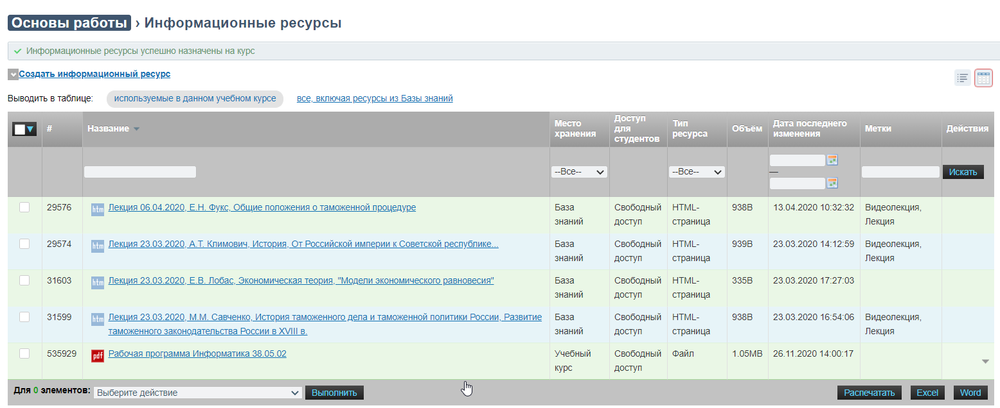 Основы работы › Информационные ресурсы
Информационные ресурсы успешно назначены на курс
Создать информационный ресурс
Выводить в таблице: используемые в данном учебном курсе все, включая ресурсы из Базы знаний
# Название Место хранения Доступ для студентов Тип ресурса Объём Дата последнего изменения Метки Действия
--Все-- --Все-- — Искать
29576 htm Лекция 06.04.2020, Е.Н. Фукс, Общие положения о таможенной процедуре База знаний Свободный доступ HTML-страница 938B 13.04.2020 10:32:32 Видеолекция, Лекция
29574 htm Лекция 23.03.2020, А.Т. Климович, История, От Российской империи к Советской республике... База знаний Свободный доступ HTML-страница 939B 23.03.2020 14:12:59 Видеолекция, Лекция
31603 htm Лекция 23.03.2020, Е.В. Лобас, Экономическая теория, "Модели экономического равновесия" База знаний Свободный доступ HTML-страница 335B 23.03.2020 17:27:03
31599 htm Лекция 23.03.2020, М.М. Савченко, История таможенного дела и таможенной политики России, Развитие таможенного законодательства России в XVIII в. База знаний Свободный доступ HTML-страница 938B 23.03.2020 16:54:06 Видеолекция, Лекция
535929 pdf Рабочая программа Информатика 38.05.02 Учебный курс Свободный доступ Файл 1.05MB 26.11.2020 14:00:17
Для 0 элементов: Выберите действие Выполнить Распечатать Excel Word